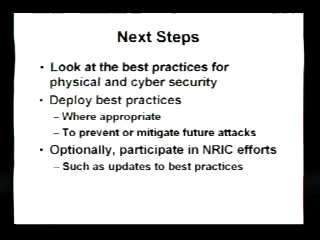 Next Steps
• Look at the best practices for
physical and cyber security
• Deploy best practices
– Where appropriate
– To prevent or mitigate future attacks
• Optionally, participate in NRIC efforts
– Such as updates to best practices